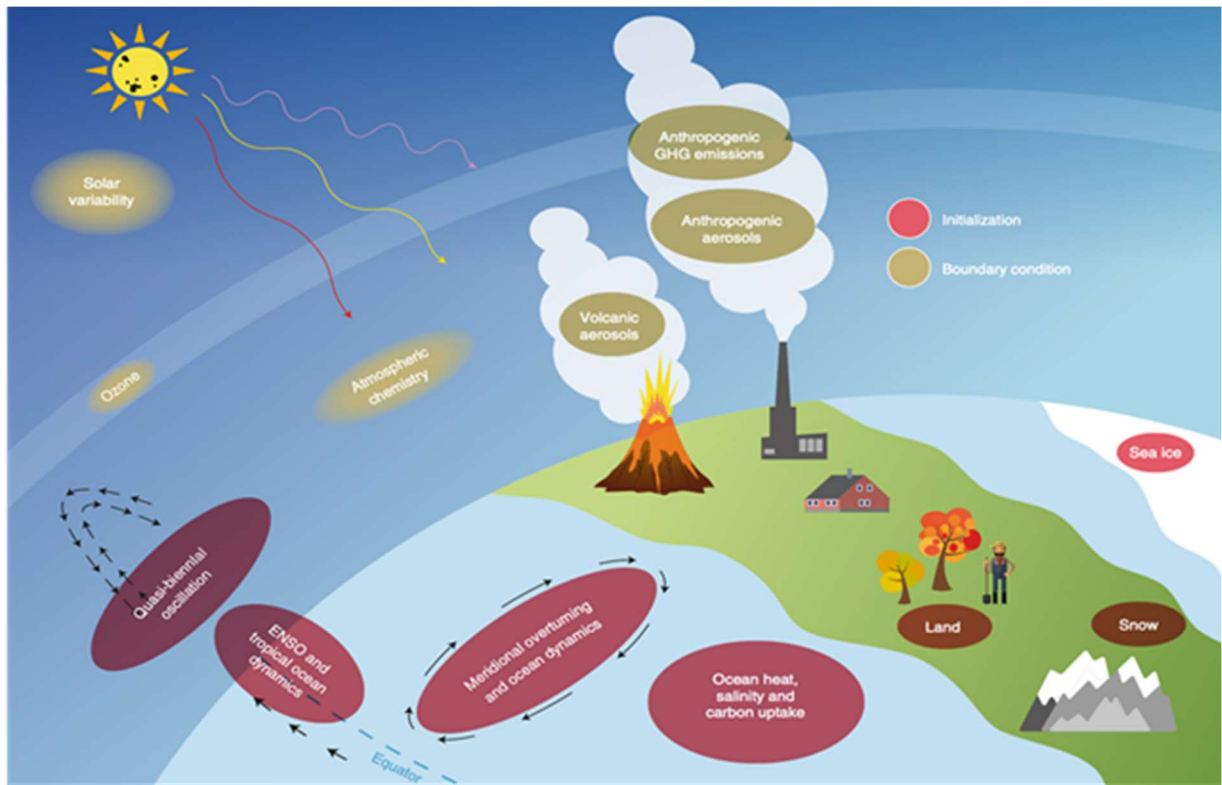 Anthropogenic
GHG emissions
Solar
variability
Anthropogenic
aerosols
Initialization
Boundary condition
Volcanic
aerosols
Ozone
Atmospheric
chemistry
Sea ice
Quasi-biennial
oscillation
ENSO and
tropical ocean
dynamics
Meridional overturning
and ocean dynamics
Ocean heat,
salinity and
carbon uptake
Land
Snow
Equator